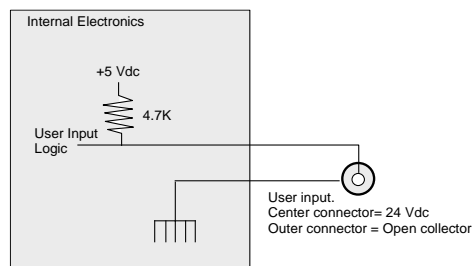 Internal Electronics
+5 Vdc
4.7K
User Input
Logic
User input.
Center connector= 24 Vdc
Outer connector = Open collector